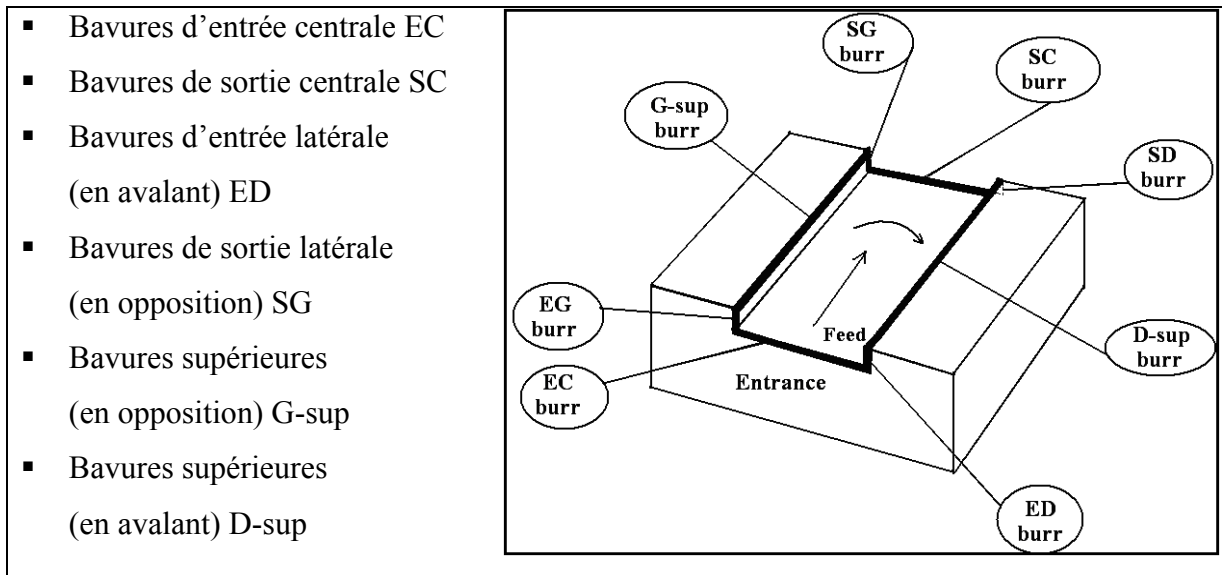 ▪ Bavures d’entrée centrale EC
▪ Bavures de sortie centrale SC
▪ Bavures d’entrée latérale
(en avalant) ED
▪ Bavures de sortie latérale
(en opposition) SG
▪ Bavures supérieures
(en opposition) G-sup
▪ Bavures supérieures
(en avalant) D-sup
SG
burr
SC
burr
G-sup
burr
SD
burr
EG
burr
Feed
D-sup
burr
EC
burr
Entrance
ED
burr